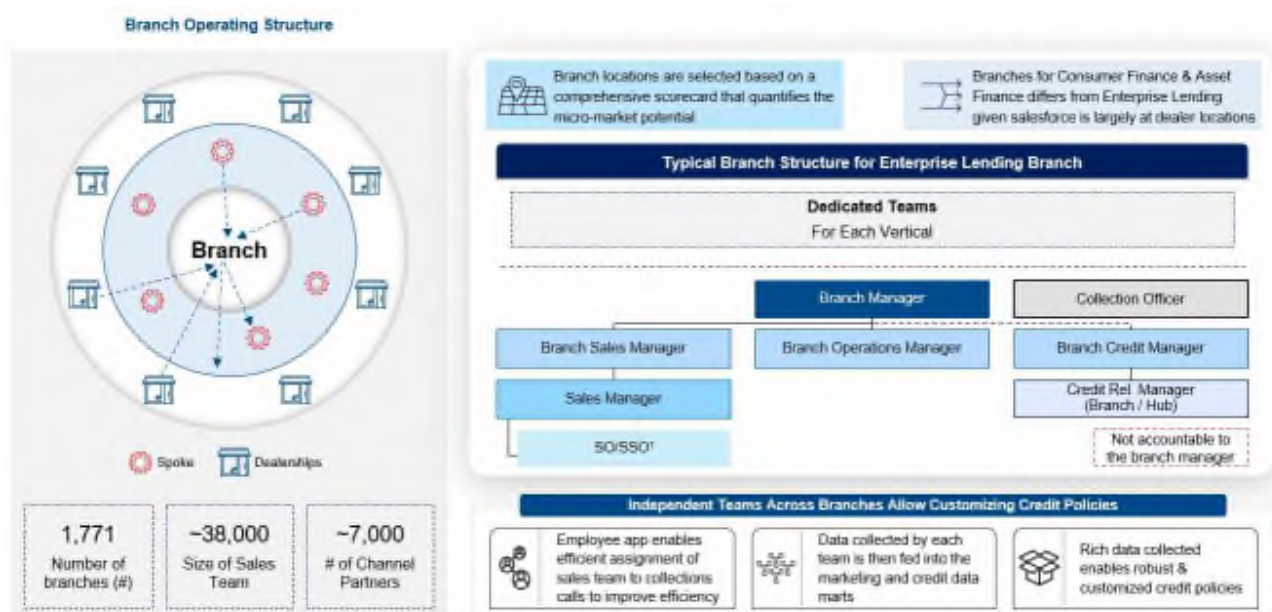 Branch Operating Structure
Branch
Spoke
Dealerships
1,771
Number of
branches (#)
~38,000
Size of Sales
Team
~7,000
# of Channel
Partners
Branch locations are selected based on a
comprehensive scorecard that quantifies the
micro-market potential
Branches for Consumer Finance & Asset
Finance differs from Enterprise Lending
given salesforce is largely at dealer locations
Typical Branch Structure for Enterprise Lending Branch
Dedicated Teams
For Each Vertical
Branch Manager
Collection Officer
Branch Sales Manager
Branch Operations Manager
Branch Credit Manager
Sales Manager
Credit Rel. Manager
(Branch / Hub)
SO/SSO¹
Not accountable to
the branch manager
Independent Teams Across Branches Allow Customizing Credit Policies
Employee app enables
efficient assignment of
sales team to collections
calls to improve efficiency
Data collected by each
team is then fed into the
marketing and credit data
marts
Rich data collected
enables robust &
customized credit policies